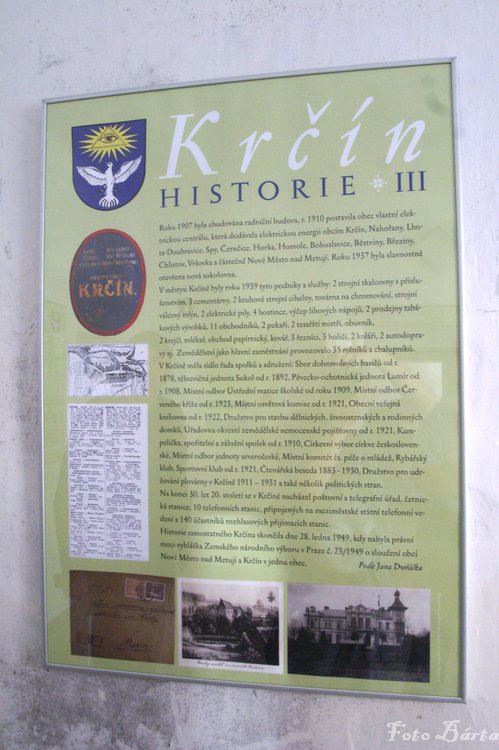 Krčín
HISTORIE III
Roku 1907 byla zbudována radniční budova, r. 1910 postavila obec vlastní elek-
trickou centrálu, která dodávala elektrickou energii obcím Krčín, Nahořany, Lho-
ta-Doubravice, Spy, Černčice, Horka, Homole, Bohuslavice, Běstviny, Březiny,
Chlístov, Vršovka a částečně Nové Město nad Metují. Roku 1937 byla slavnostně
otevřena nová sokolovna.
V městysi Krčíně byly roku 1939 tyto podniky a služby: 2 strojní skalcovny s příslu-
šenstvím, 3 cementárny, 2 kruhové strojní cihelny, továrna na chromování, strojní
válcový mlýn, 2 elektrické pily, 4 hostince, výčep lihových nápojů, 2 prodejny tabá-
kových výrobků, 11 obchodníků, 2 pekaři, 2 tesařští mistři, obuvník,
2 krejčí, mlékař, obchod papírnický, kovář, 3 řezníci, 3 holiči, 2 koláři, 2 autodopra-
vy aj. Zemědělství jako hlavní zaměstnání provozovalo 35 rolníků a chalupníků.
V Krčíně měla sídlo řada spolků a sdružení: Sbor dobrovolných hasičů od r.
1878, tělocvičná jednota Sokol od r. 1892, Pěvecko-ochotnická jednota Lumír od
r. 1908, Místní odbor Ústřední matice školské od roku 1909, Místní odbor Čer-
veného kříže od r. 1923, Místní osvětová komise od r. 1921, Obecní veřejná
knihovna od r. 1922, Družstvo pro stavbu dělnických, živnostenských a rodinných
domků, Úřadovna okresní zemědělské nemocenské pojišťovny od r. 1921, Kam-
pelička, spořitelní a záložní spolek od r. 1910, Církevní výbor církve českosloven-
ské, Místní odbor jednoty severočeské, Místní komitét čs. péče o mládež, Rybářský
klub, Sportovní klub od r. 1921, Čtenářská beseda 1883 - 1930, Družstvo pro udr-
žování plovárny v Krčíně 1911 – 1931 a také několik politických stran.
Na konci 30. let 20. století se v Krčíně nacházel poštovní a telegrafní úřad, četnic-
ká stanice, 10 telefonních stanic, připojených na meziměstské státní telefonní ve-
dení a 140 účastníků rozhlasových přijímacích stanic.
Historie samostatného Krčína skončila dne 28. ledna 1949, kdy nabyla právní
moci vyhláška Zemského národního výboru v Praze č. 23/1949 o sloučení obcí
Nové Město nad Metují a Krčín v jednu obec.
Podle Jana Dvořáčka
KRČÍN.
Foto Bárta